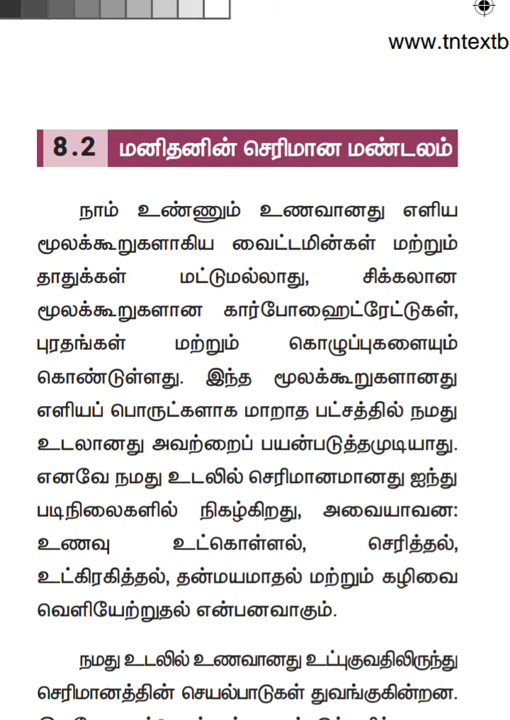 www.tntextb
8.2 மனிதனின் செரிமான மண்டலம்
நாம் உண்ணும் உணவானது எளிய
மூலக்கூறுகளாகிய வைட்டமின்கள் மற்றும்
தாதுக்கள் மட்டுமல்லாது, சிக்கலான
மூலக்கூறுகளான கார்போஹைட்ரேட்டுகள்,
புரதங்கள் மற்றும் கொழுப்புகளையும்
கொண்டுள்ளது. இந்த மூலக்கூறுகளானது
எளியப் பொருட்களாக மாறாத பட்சத்தில் நமது
உடலானது அவற்றைப் பயன்படுத்தமுடியாது.
எனவே நமது உடலில் செரிமானமானது ஐந்து
படிநிலைகளில் நிகழ்கிறது, அவையாவன:
உணவு உட்கொள்ளல், செரித்தல்,
உட்கிரகித்தல், தன்மயமாதல் மற்றும் கழிவை
வெளியேற்றுதல் என்பனவாகும்.
நமது உடலில் உணவானது உட்புகுவதிலிருந்து
செரிமானத்தின் செயல்பாடுகள் துவங்குகின்றன.